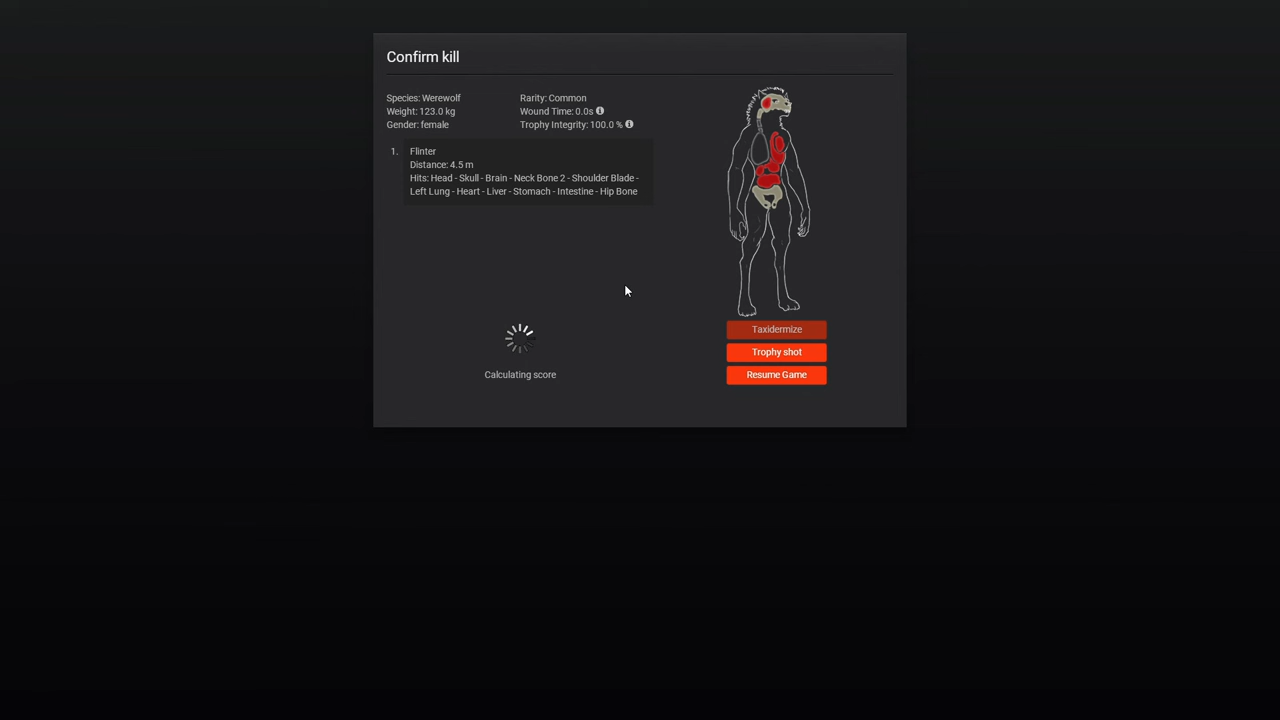 Confirm kill
Species: Werewolf
Rarity: Common
Weight: 123.0 kg
Wound Time: 0.0s
Gender: female
Trophy Integrity: 100.0 %
1. Flinter
Distance: 4.5 m
Hits: Head - Skull - Brain - Neck Bone 2 - Shoulder Blade -
Left Lung - Heart - Liver - Stomach - Intestine - Hip Bone
Calculating score
Taxidermize
Trophy shot
Resume Game